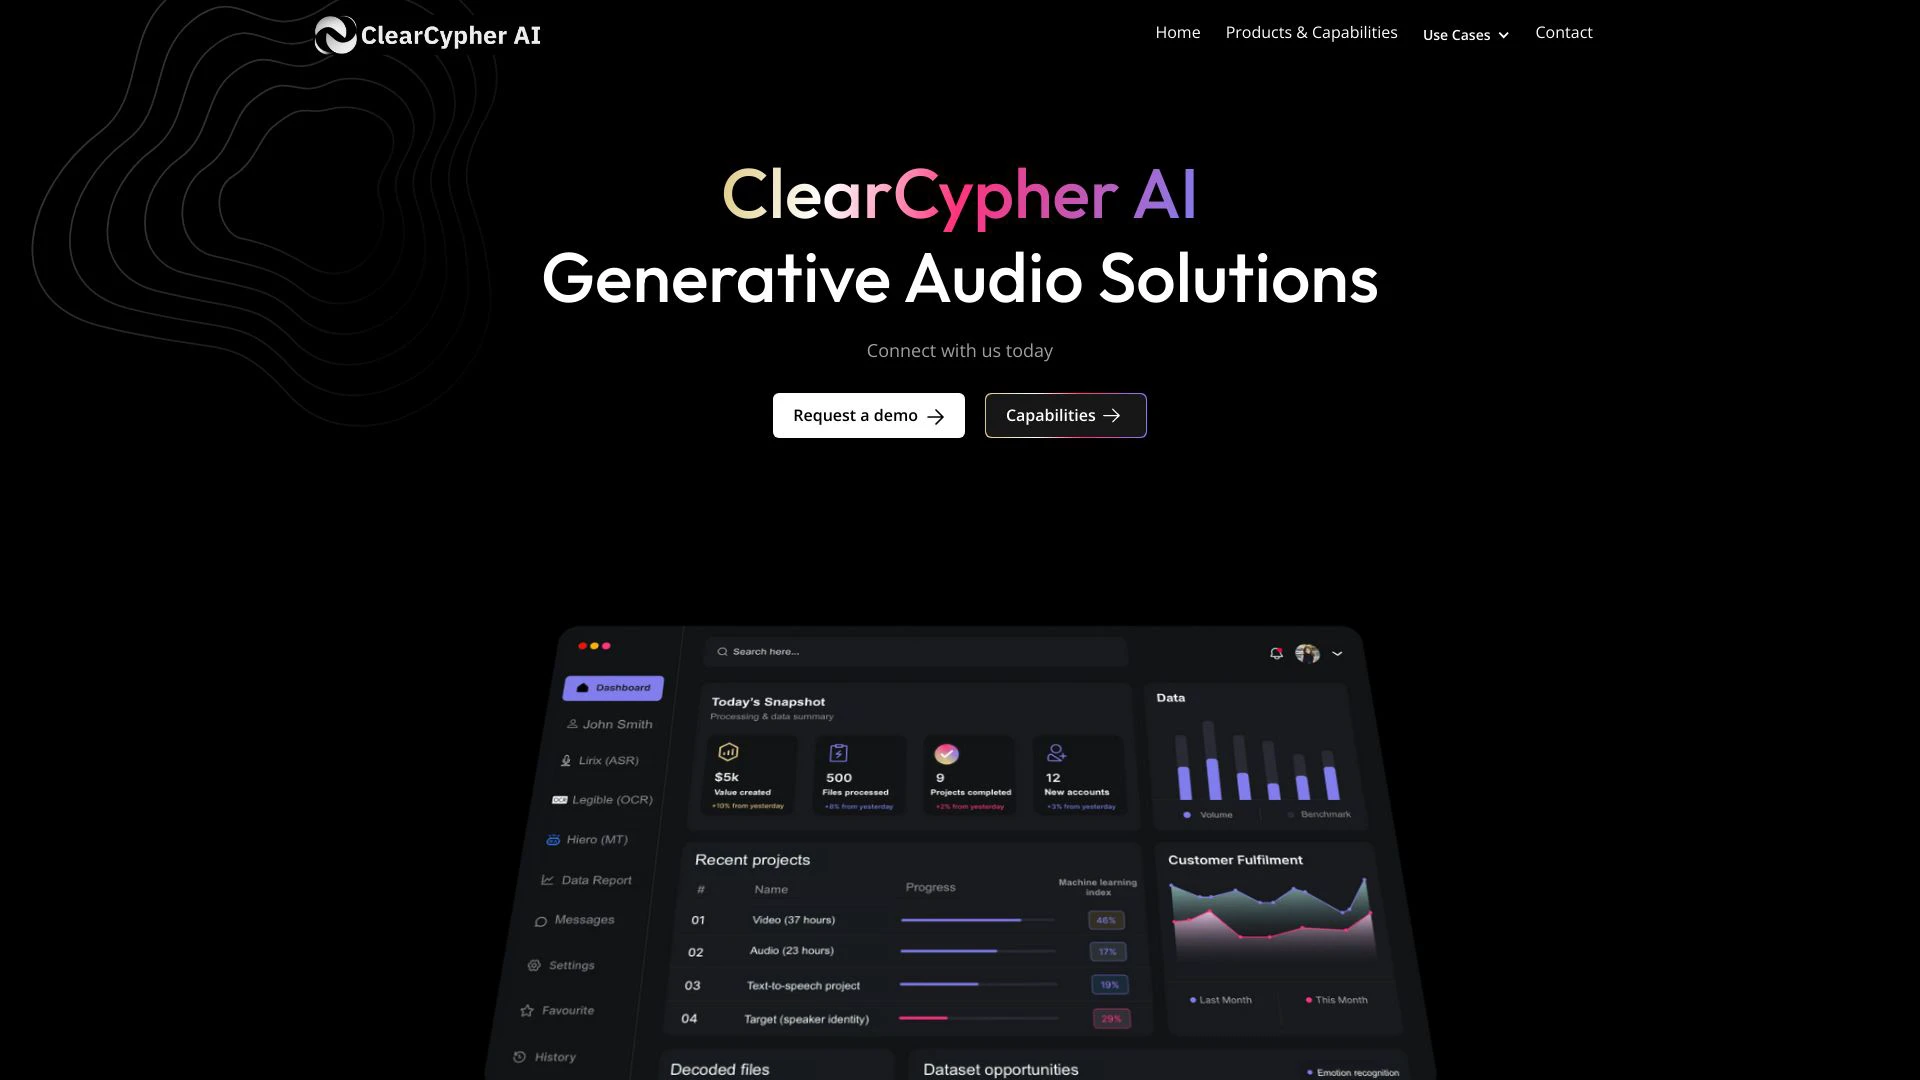 ClearCypher AI
Home
Products & Capabilities
Use Cases
Contact
ClearCypher AI
Generative Audio Solutions
Connect with us today
Request a demo
Capabilities
Search here...
Dashboard
John Smith
Lirix (ASR)
OCR Legible (OCR)
Hiero (MT)
Data Report
Messages
Settings
Favourite
History
Today's Snapshot
Processing & data summary
$5k
Value created
+10% from yesterday
500
Files processed
+8% from yesterday
9
Projects completed
+2% from yesterday
12
New accounts
+3% from yesterday
Data
Volume
Benchmark
Recent projects
# Name Progress Machine learning
index
01 Video (37 hours) 46%
02 Audio (23 hours) 17%
03 Text-to-speech project 19%
04 Target (speaker identity) 29%
Customer Fulfilment
Last Month
This Month
Decoded files
Dataset opportunities
Emotion recognition